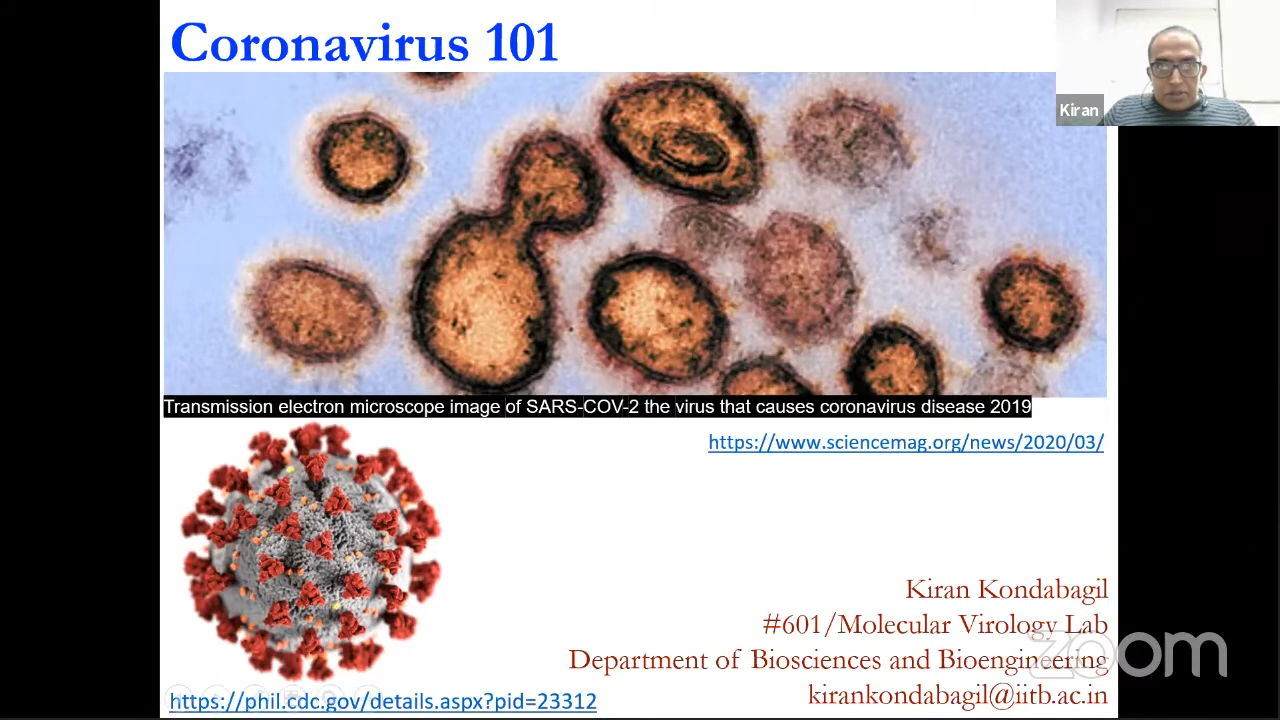 Coronavirus 101
Kiran
Transmission electron microscope image of SARS-COV-2 the virus that causes coronavirus disease 2019
https://www.sciencemag.org/news/2020/03/
Kiran Kondabagil
#601/Molecular Virology Lab
Department of Biosciences and Bioengineering
kirankondabagil@iitb.ac.in
zoom
https://phil.cdc.gov/details.aspx?pid=23312